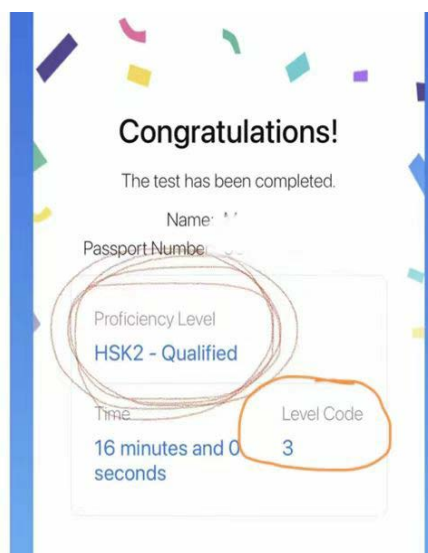 Congratulations!
The test has been completed.
Name:
Passport Number
Proficiency Level
HSK2 - Qualified
Time
Level Code
16 minutes and 0
seconds
3